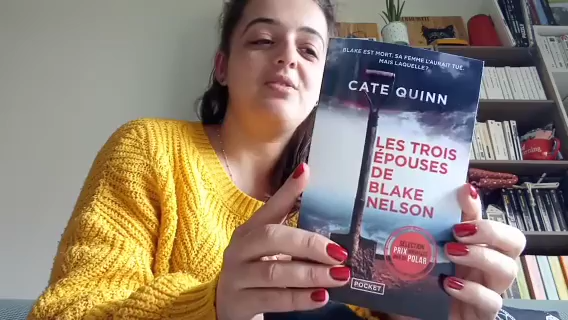 BLAKE EST MORT. SA FEMME L'AURAIT TUÉ.
MAIS LAQUELLE ?
CATE QUINN
LES TROIS
ÉPOUSES
DE
BLAKE
NELSON
SÉLECTION
PRIX
POLAR
POCKET